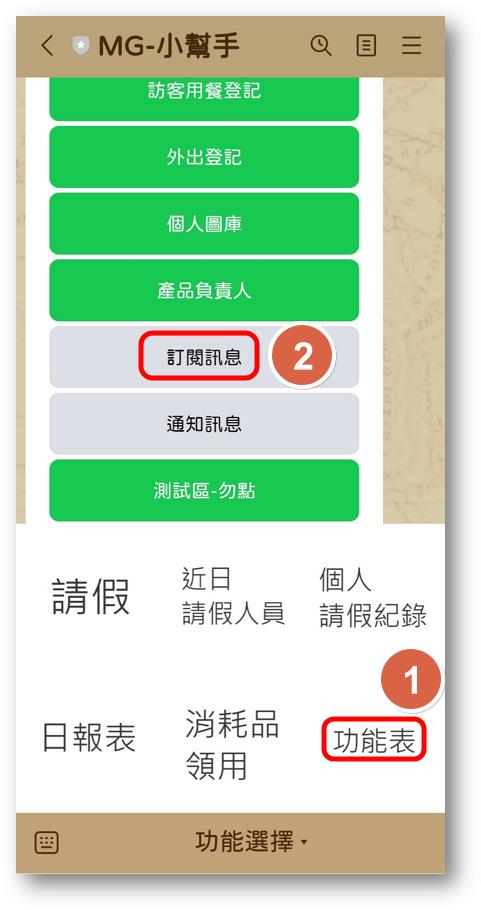 MG-小幫手
訪客用餐登記
外出登記
個人圖庫
產品負責人
訂閱訊息
2
通知訊息
測試區-勿點
請假
近日
請假人員
個人
請假紀錄
1
日報表
消耗品
領用
功能表
功能選擇